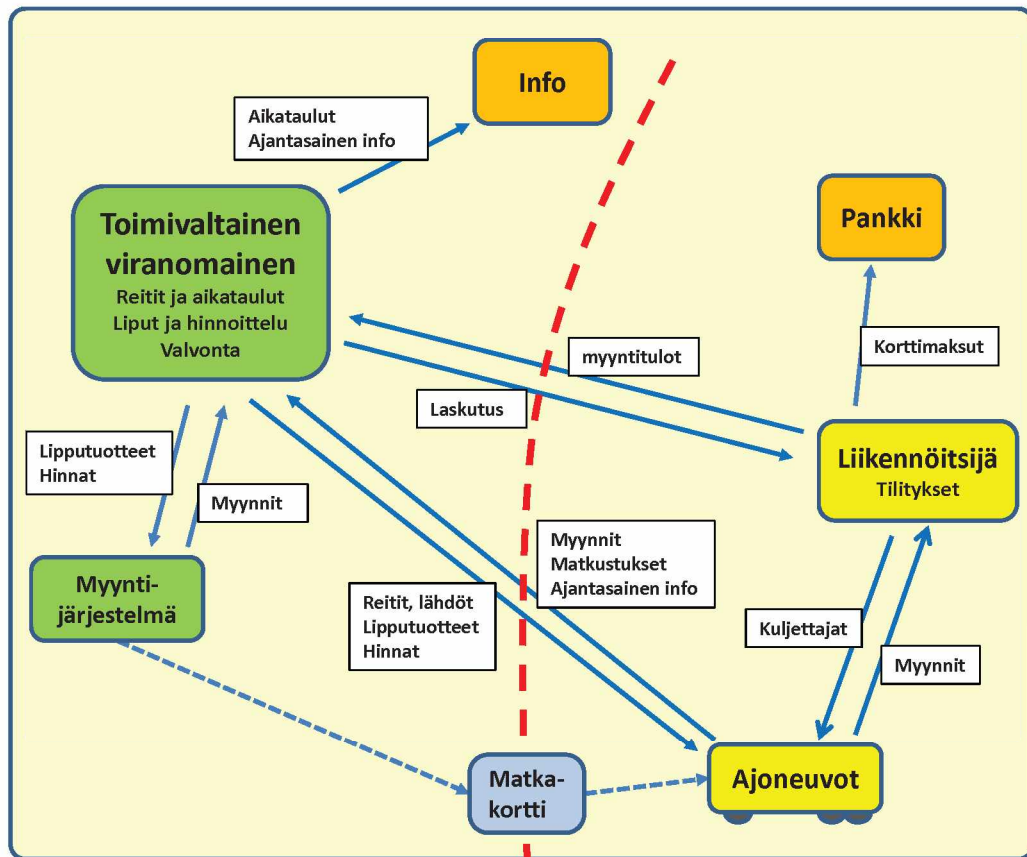 Info
Aikataulut
Ajantasainen info
Toimivaltainen
viranomainen
Reitit ja aikataulut
Liput ja hinnoittelu
Valvonta
Pankki
Korttimaksut
myyntitulot
Laskutus
Liikennöitsijä
Tilitykset
Lipputuotteet
Hinnat
Myynnit
Myynti-
järjestelmä
Myynnit
Matkustukset
Ajantasainen info
Reitit, lähdöt
Lipputuotteet
Hinnat
Kuljettajat
Myynnit
Matka-
kortti
Ajoneuvot